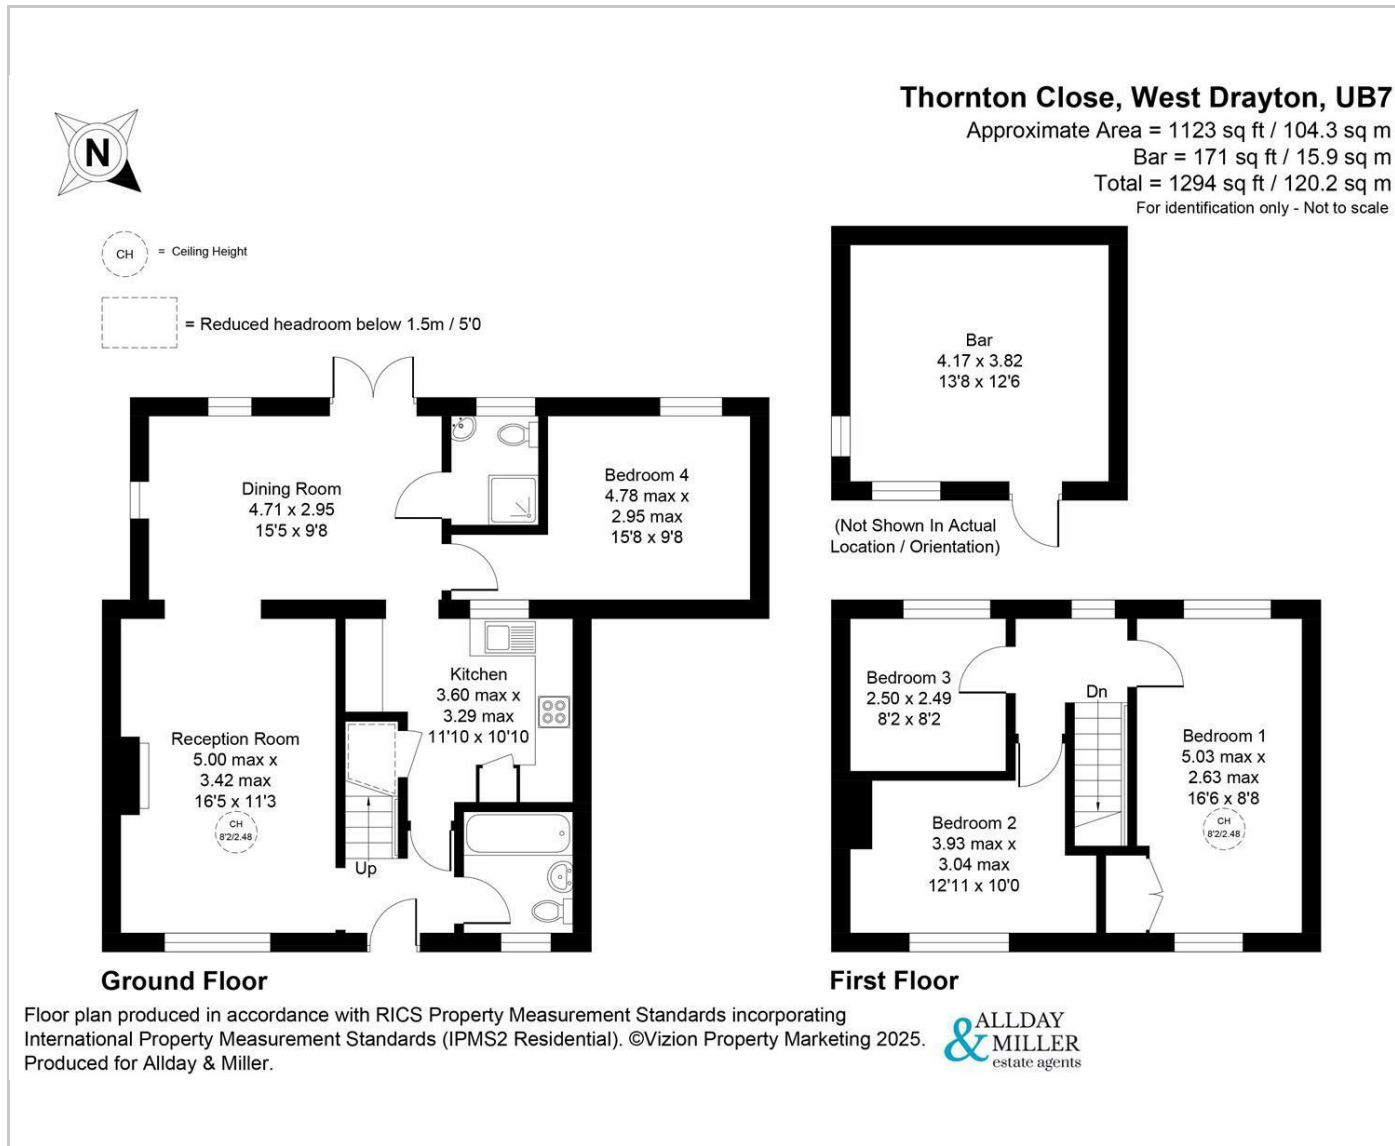 Thornton Close, West Drayton, UB7
Approximate Area = 1123 sq ft / 104.3 sq m
Bar = 171 sq ft / 15.9 sq m
Total = 1294 sq ft / 120.2 sq m
For identification only - Not to scale
N
CH
= Ceiling Height
= Reduced headroom below 1.5m / 5'0
Bar
4.17 x 3.82
13'8 x 12'6
(Not Shown In Actual
Location / Orientation)
Dining Room
4.71 x 2.95
15'5 x 9'8
Bedroom 4
4.78 max x
2.95 max
15'8 x 9'8
Kitchen
3.60 max x
3.29 max
11'10 x 10'10
Reception Room
5.00 max x
3.42 max
16'5 x 11'3
CH
8'2/2.48
Up
Ground Floor
Bedroom 3
2.50 x 2.49
8'2 x 8'2
Dn
Bedroom 1
5.03 max x
2.63 max
16'6 x 8'8
CH
8'2/2.48
Bedroom 2
3.93 max x
3.04 max
12'11 x 10'0
First Floor
Floor plan produced in accordance with RICS Property Measurement Standards incorporating
International Property Measurement Standards (IPMS2 Residential). ©Vizion Property Marketing 2025.
Produced for Allday & Miller.
ALLDAY
& MILLER
estate agents